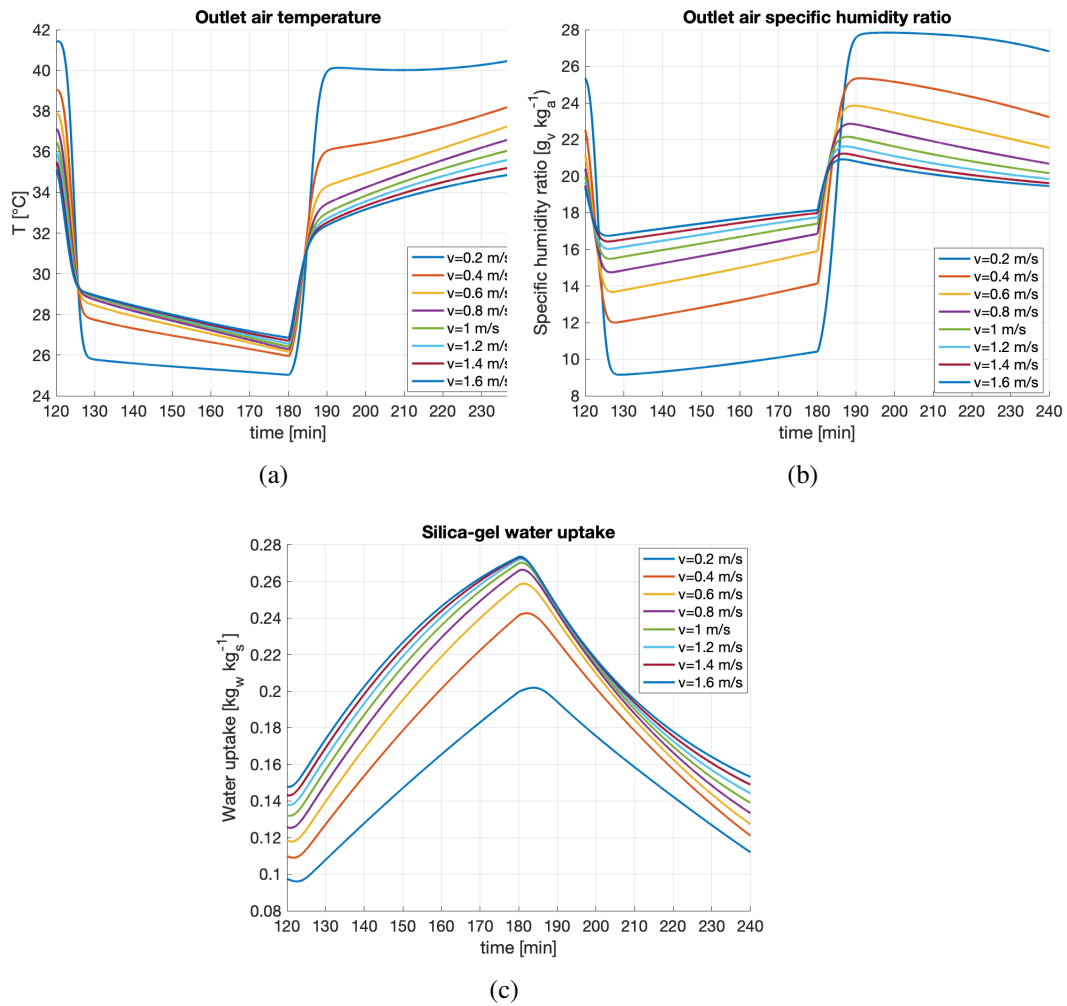 Outlet air temperature
T [°C]
42
40
38
36
34
32
30
28
26
24
120 130 140 150 160 170 180 190 200 210 220 230
time [min]
v=0.2 m/s
v=0.4 m/s
v=0.6 m/s
v=0.8 m/s
v=1 m/s
v=1.2 m/s
v=1.4 m/s
v=1.6 m/s
(a)
Outlet air specific humidity ratio
Specific humidity ratio [g_v kg_a^-1]
28
26
24
22
20
18
16
14
12
10
8
120 130 140 150 160 170 180 190 200 210 220 230 240
time [min]
v=0.2 m/s
v=0.4 m/s
v=0.6 m/s
v=0.8 m/s
v=1 m/s
v=1.2 m/s
v=1.4 m/s
v=1.6 m/s
(b)
Silica-gel water uptake
Water uptake [kg_w kg_s^-1]
0.28
0.26
0.24
0.22
0.2
0.18
0.16
0.14
0.12
0.1
0.08
120 130 140 150 160 170 180 190 200 210 220 230 240
time [min]
v=0.2 m/s
v=0.4 m/s
v=0.6 m/s
v=0.8 m/s
v=1 m/s
v=1.2 m/s
v=1.4 m/s
v=1.6 m/s
(c)